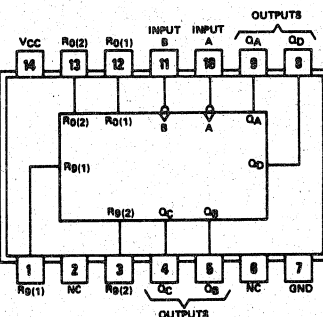 OUTPUTS
INPUT INPUT
VCC R0(2) R0(1) B A QA QD
14 13 12 11 10 9 8
R0(2) R0(1) B A QA
R9(1) QD
R9(2) QC QB
1 2 3 4 5 6 7
R9(1) NC R9(2) QC QB NC GND
OUTPUTS